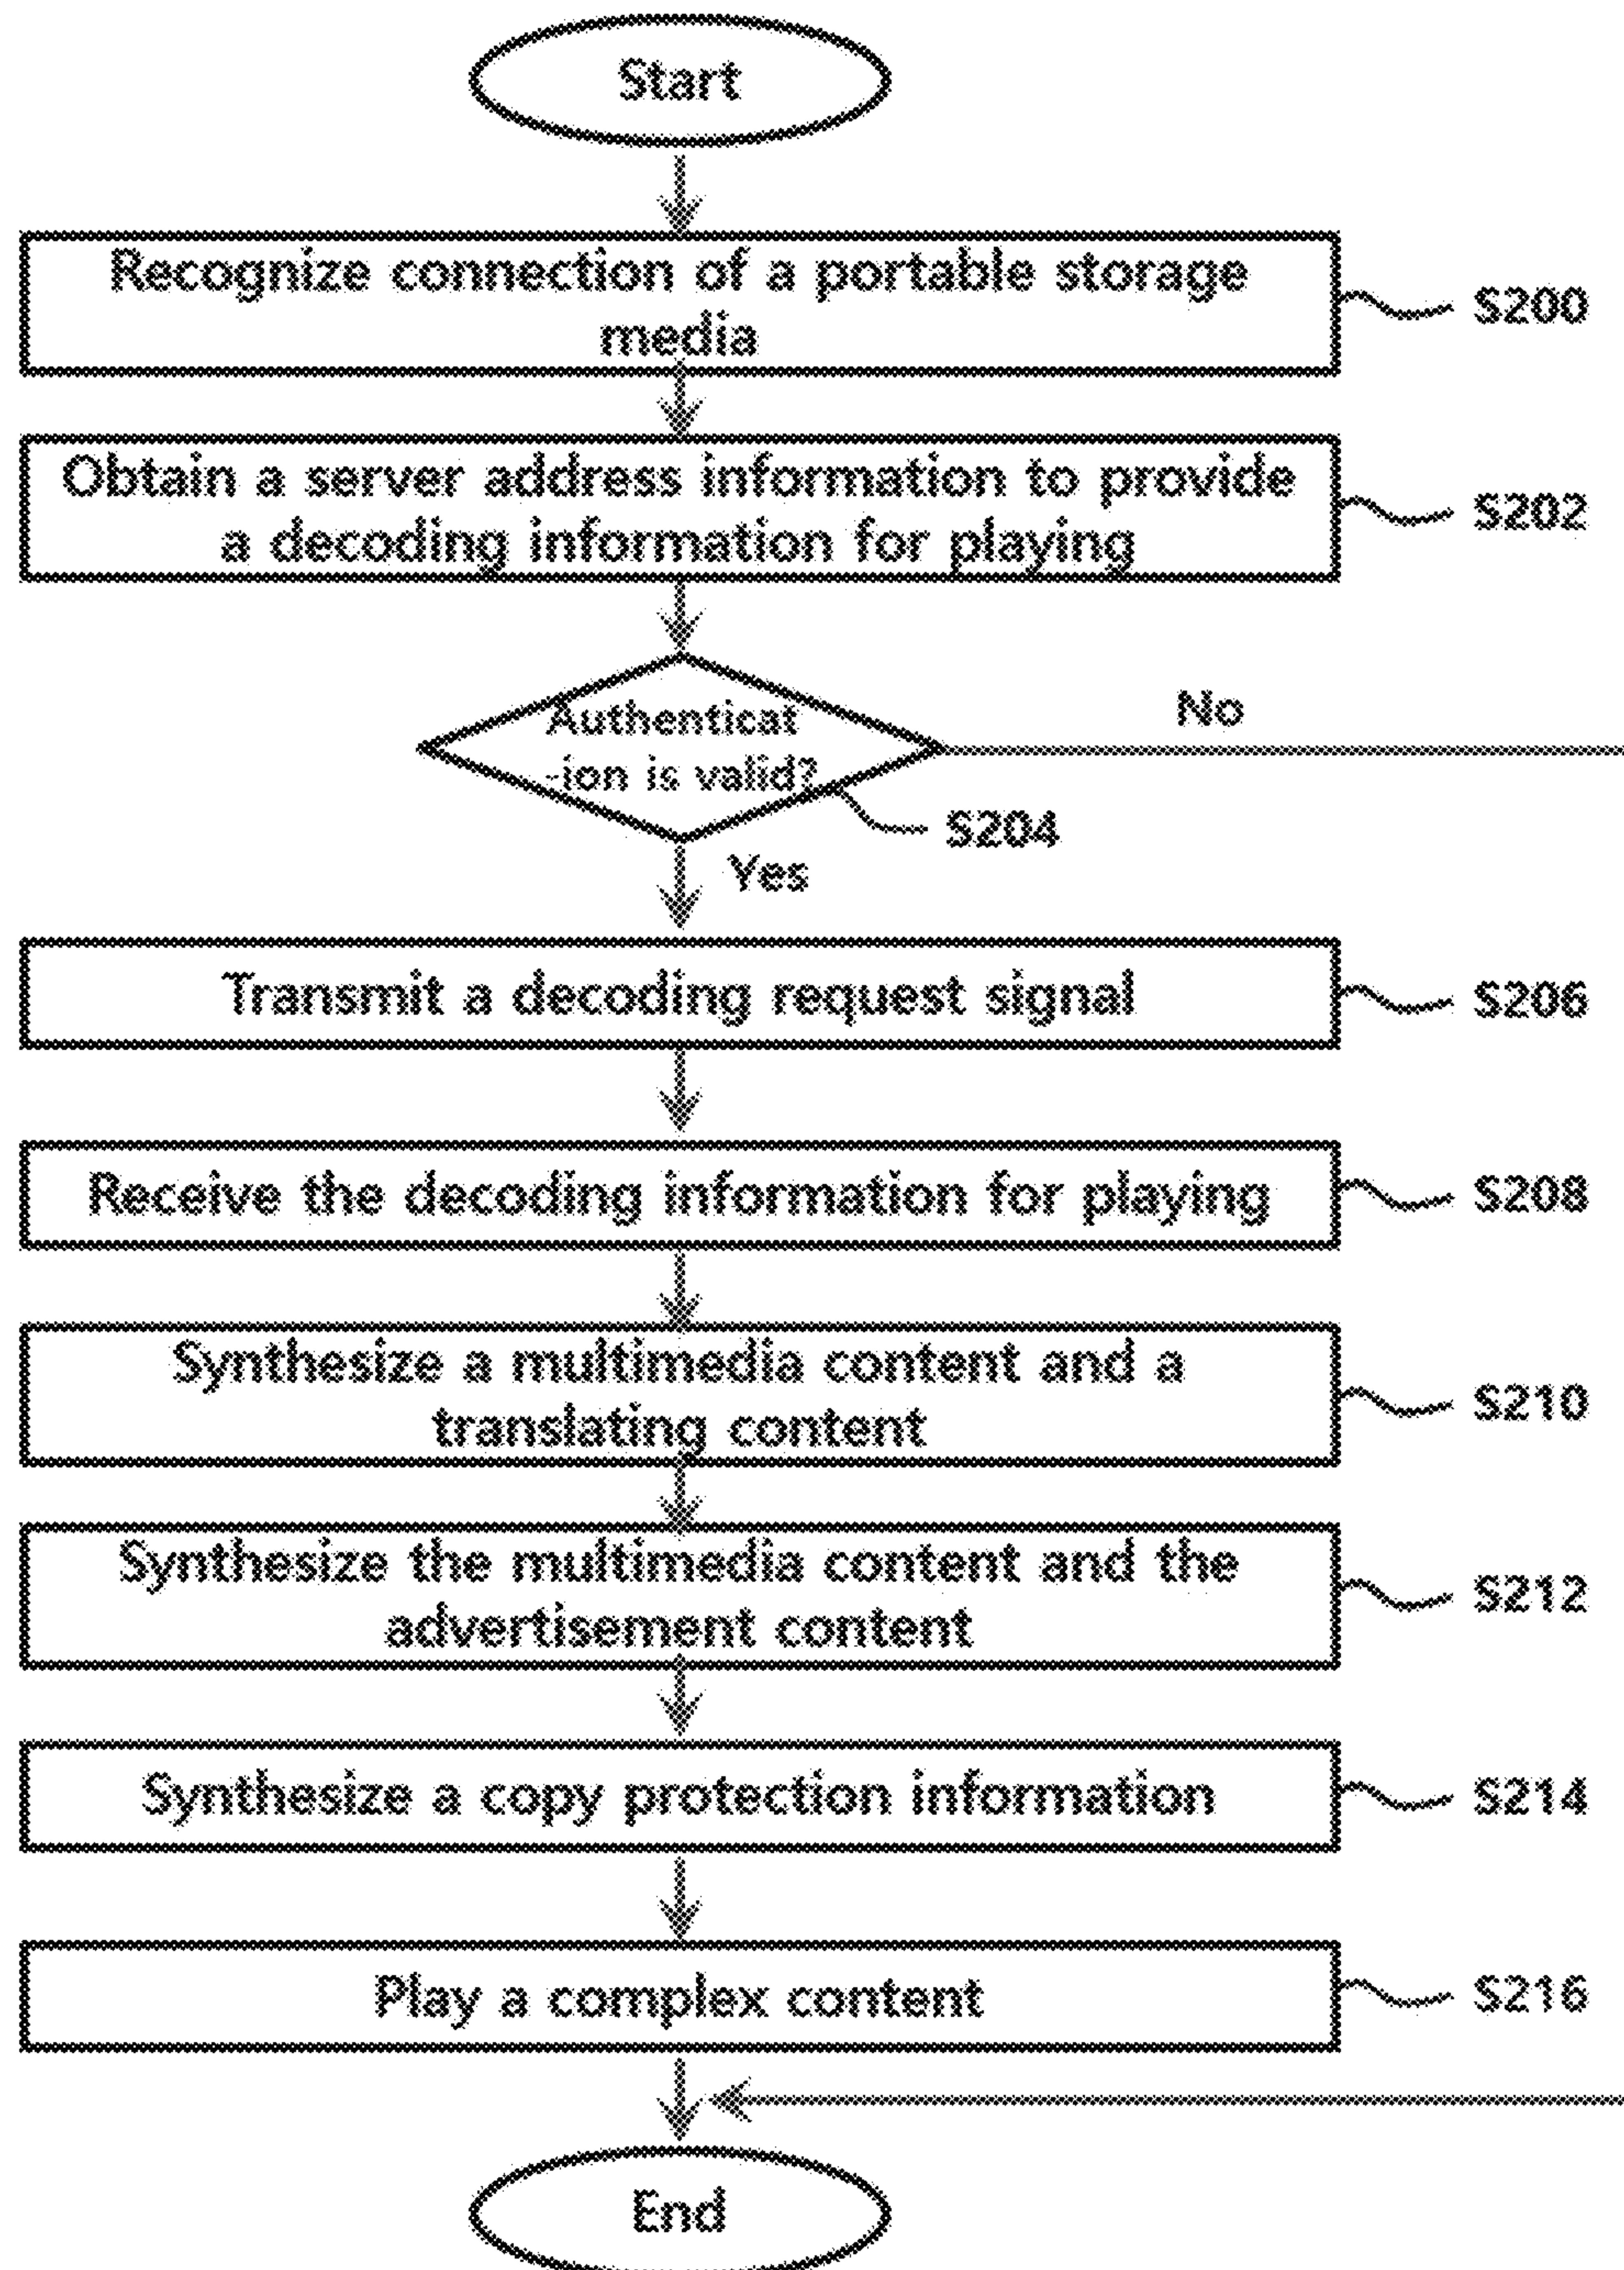 Start
Recognize connection of a portable storage
media
S200
Obtain a server address information to provide
a decoding information for playing
S202
Authenticat
-ion is valid?
No
S204
Yes
Transmit a decoding request signal
S206
Receive the decoding information for playing
S208
Synthesize a multimedia content and a
translating content
S210
Synthesize the multimedia content and the
advertisement content
S212
Synthesize a copy protection information
S214
Play a complex content
S216
End